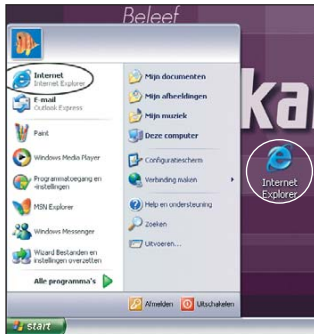 Beleef
ka
Internet
Internet Explorer
E-mail
Outlook Express
Paint
Windows Media Player
Programmatoegang en
-instellingen
MSN Explorer
Windows Messenger
Wizard Bestanden en
instellingen overzetten
Alle programma's
Mijn documenten
Mijn afbeeldingen
Mijn muziek
Deze computer
Configuratiescherm
Verbinding maken
Help en ondersteuning
Zoeken
Uitvoeren...
Afmelden
Uitschakelen
Internet
Explorer
start